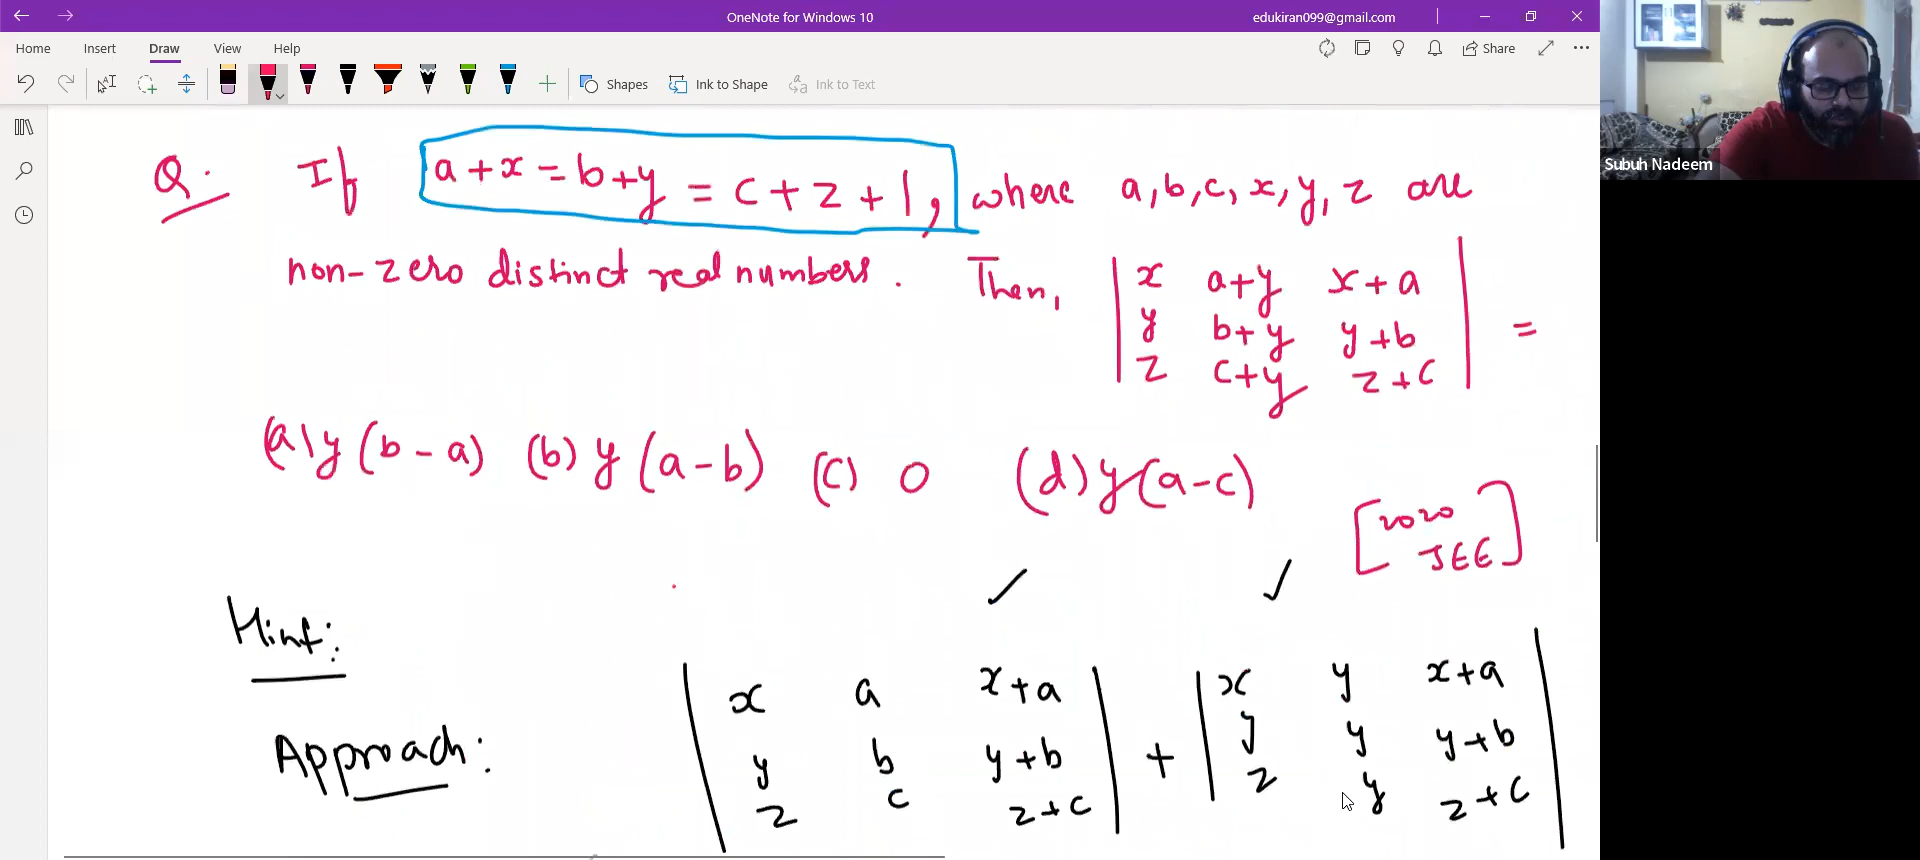 OneNote for Windows 10
edukiran099@gmail.com
Home Insert Draw View Help
Share
Shapes Ink to Shape Ink to Text
Subuh Nadeem
Q. If a+x=b+y=c+z+1, where a,b,c,x,y,z are
non-zero distinct real numbers. Then, | x a+y x+a |
| y b+y y+b | =
| z c+y z+c |
(a) y(b-a) (b) y(a-b) (c) 0 (d) y(a-c)
[2020
JEE]
Hint:
Approach:
| x a x+a | + | x y x+a |
| y b y+b | | y y y+b |
| z c z+c | | z y z+c |